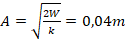 A = √(2W/k) = 0,04m